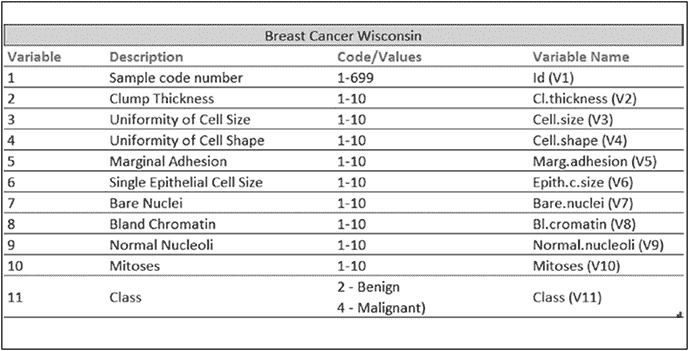 Breast Cancer Wisconsin
Variable Description Code/Values Variable Name
1 Sample code number 1-699 Id (V1)
2 Clump Thickness 1-10 Cl.thickness (V2)
3 Uniformity of Cell Size 1-10 Cell.size (V3)
4 Uniformity of Cell Shape 1-10 Cell.shape (V4)
5 Marginal Adhesion 1-10 Marg.adhesion (V5)
6 Single Epithelial Cell Size 1-10 Epith.c.size (V6)
7 Bare Nuclei 1-10 Bare.nuclei (V7)
8 Bland Chromatin 1-10 Bl.cromatin (V8)
9 Normal Nucleoli 1-10 Normal.nucleoli (V9)
10 Mitoses 1-10 Mitoses (V10)
11 Class 2 - Benign Class (V11)
4 - Malignant)